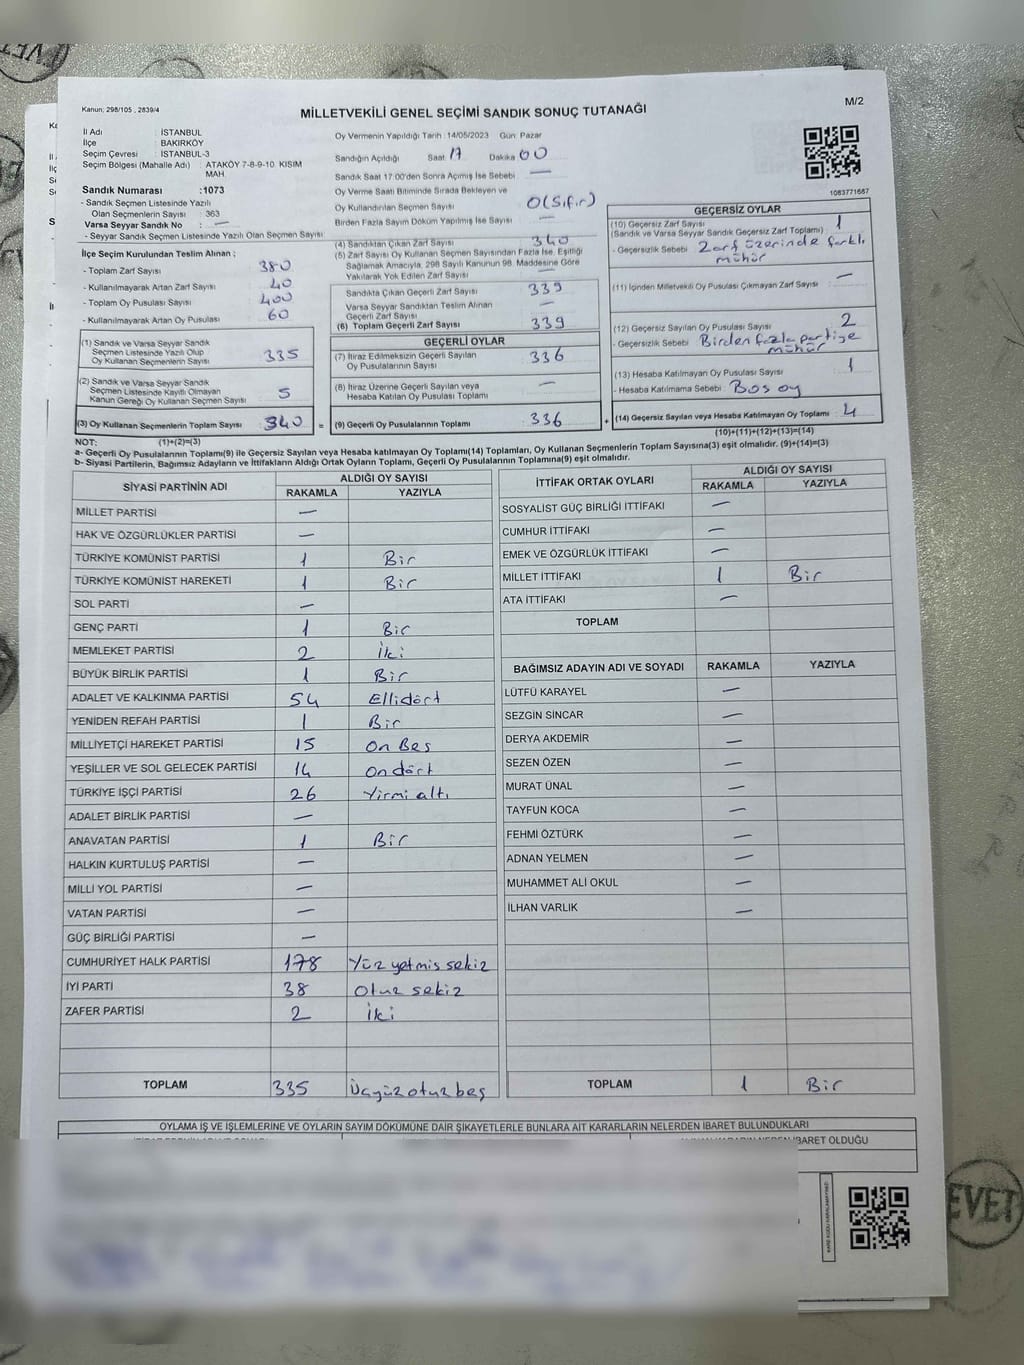 EVET
Kanun: 298/105 , 2839/4
MİLLETVEKİLİ GENEL SEÇİMİ SANDIK SONUÇ TUTANAĞI
M/2
İl Adı : İSTANBUL
İlçe : BAKIRKÖY
Seçim Çevresi : İSTANBUL-3
Seçim Bölgesi (Mahalle Adı) : ATAKÖY 7-8-9-10. KISIM
MAH.
Sandık Numarası :1073
- Sandık Seçmen Listesinde Yazılı
Olan Seçmenlerin Sayısı : 363
Varsa Seyyar Sandık No : —
- Seyyar Sandık Seçmen Listesinde Yazılı Olan Seçmen Sayısı
İlçe Seçim Kurulundan Teslim Alınan ;
- Toplam Zarf Sayısı 380
- Kullanılmayarak Artan Zarf Sayısı 40
- Toplam Oy Pusulası Sayısı 400
- Kullanılmayarak Artan Oy Pusulası 60
(1) Sandık ve Varsa Seyyar Sandık
Seçmen Listesinde Yazılı Olup
Oy Kullanan Seçmenlerin Sayısı 335
(2) Sandık ve Varsa Seyyar Sandık
Seçmen Listesinde Kayıtlı Olmayan
Kanun Gereği Oy Kullanan Seçmen Sayısı 5
(3) Oy Kullanan Seçmenlerin Toplam Sayısı 340 =
Oy Vermenin Yapıldığı Tarih : 14/05/2023 Gün: Pazar
Sandığın Açıldığı Saat 17 Dakika 00
Sandık Saat 17:00'den Sonra Açılmış İse Sebebi —
Oy Verme Saati Bitiminde Sırada Bekleyen ve
Oy Kullandırılan Seçmen Sayısı 0 (Sıfır)
Birden Fazla Sayım Döküm Yapılmış İse Sayısı —
(4) Sandıktan Çıkan Zarf Sayısı 340
(5) Zarf Sayısı Oy Kullanan Seçmen Sayısından Fazla İse, Eşitliği
Sağlamak Amacıyla, 298 Sayılı Kanunun 98. Maddesine Göre
Yakılarak Yok Edilen Zarf Sayısı —
Sandıkta Çıkan Geçerli Zarf Sayısı 339
Varsa Seyyar Sandıktan Teslim Alınan
Geçerli Zarf Sayısı —
(6) Toplam Geçerli Zarf Sayısı 339
GEÇERLİ OYLAR
(7) İtiraz Edilmeksizin Geçerli Sayılan
Oy Pusulasının Sayısı 336
(8) İtiraz Üzerine Geçerli Sayılan veya
Hesaba Katılan Oy Pusulası Toplamı —
(9) Geçerli Oy Pusulalarının Toplamı 336 +
1083771687
GEÇERSİZ OYLAR
(10) Geçersiz Zarf Sayısı 1
(Sandık ve Varsa Seyyar Sandık Geçersiz Zarf Toplamı)
- Geçersizlik Sebebi Zarf üzerinde farklı
mühür
(11) İçinden Milletvekili Oy Pusulası Çıkmayan Zarf Sayısı —
(12) Geçersiz Sayılan Oy Pusulası Sayısı 2
- Geçersizlik Sebebi Birden fazla partiye
mühür
(13) Hesaba Katılmayan Oy Pusulası Sayısı 1
- Hesaba Katılmama Sebebi Bos oy
(14) Geçersiz Sayılan veya Hesaba Katılmayan Oy Toplamı 4
NOT: (1)+(2)=(3) (10)+(11)+(12)+(13)=(14)
a- Geçerli Oy Pusulalarının Toplamı(9) ile Geçersiz Sayılan veya Hesaba katılmayan Oy Toplamı(14) Toplamları, Oy Kullanan Seçmenlerin Toplam Sayısına(3) eşit olmalıdır. (9)+(14)=(3)
b- Siyasi Partilerin, Bağımsız Adayların ve İttifakların Aldığı Ortak Oyların Toplamı, Geçerli Oy Pusulalarının Toplamına(9) eşit olmalıdır.
SİYASİ PARTİNİN ADI ALDIĞI OY SAYISI
RAKAMLA YAZIYLA
MİLLET PARTİSİ —
HAK VE ÖZGÜRLÜKLER PARTİSİ —
TÜRKİYE KOMÜNİST PARTİSİ 1 Bir
TÜRKİYE KOMÜNİST HAREKETİ 1 Bir
SOL PARTİ —
GENÇ PARTİ 1 Bir
MEMLEKET PARTİSİ 2 İki
BÜYÜK BİRLİK PARTİSİ 1 Bir
ADALET VE KALKINMA PARTİSİ 54 Ellidört
YENİDEN REFAH PARTİSİ 1 Bir
MİLLİYETÇİ HAREKET PARTİSİ 15 On Beş
YEŞİLLER VE SOL GELECEK PARTİSİ 14 On dört
TÜRKİYE İŞÇİ PARTİSİ 26 Yirmi altı
ADALET BİRLİK PARTİSİ —
ANAVATAN PARTİSİ 1 Bir
HALKIN KURTULUŞ PARTİSİ —
MİLLİ YOL PARTİSİ —
VATAN PARTİSİ —
GÜÇ BİRLİĞİ PARTİSİ —
CUMHURİYET HALK PARTİSİ 178 Yüz yetmis sekiz
İYİ PARTİ 38 Otuz sekiz
ZAFER PARTİSİ 2 İki
TOPLAM 335 Üçyüz otuz beş
İTTİFAK ORTAK OYLARI ALDIĞI OY SAYISI
RAKAMLA YAZIYLA
SOSYALİST GÜÇ BİRLİĞİ İTTİFAKI —
CUMHUR İTTİFAKI —
EMEK VE ÖZGÜRLÜK İTTİFAKI —
MİLLET İTTİFAKI 1 Bir
ATA İTTİFAKI —
TOPLAM
BAĞIMSIZ ADAYIN ADI VE SOYADI RAKAMLA YAZIYLA
LÜTFÜ KARAYEL —
SEZGİN SİNCAR —
DERYA AKDEMİR —
SEZEN ÖZEN —
MURAT ÜNAL —
TAYFUN KOCA —
FEHMİ ÖZTÜRK —
ADNAN YELMEN —
MUHAMMET ALİ OKUL —
İLHAN VARLIK —
TOPLAM 1 Bir
OYLAMA İŞ VE İŞLEMLERİNE VE OYLARIN SAYIM DÖKÜMÜNE DAİR ŞİKAYETLERLE BUNLARA AİT KARARLARIN NELERDEN İBARET BULUNDUKLARI
İBARET OLDUĞU
EVET